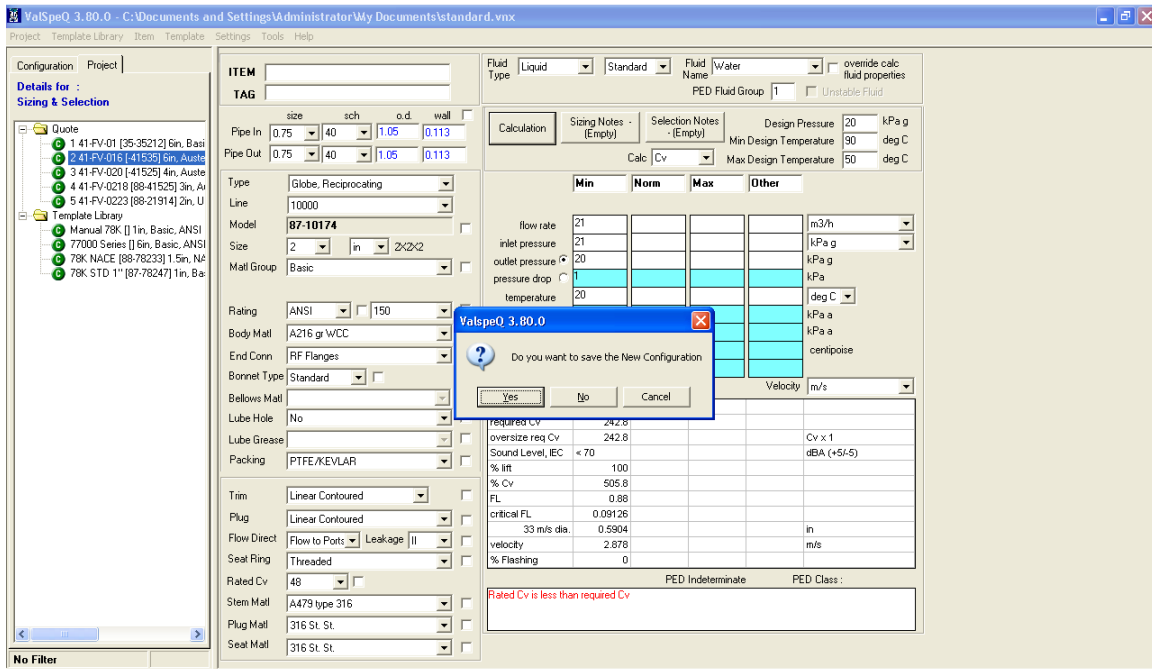 ValSpeQ 3.80.0 - C:\Documents and Settings\Administrator\My Documents\standard.vnx
Project Template Library Item Template Settings Tools Help
Configuration Project
Details for :
Sizing & Selection
Quote
1 41-FV-01 [35-35212] 6in, Basi
2 41-FV-016 [-41535] 6in, Auste
3 41-FV-020 [-41525] 4in, Auste
4 41-FV-0218 [88-41525] 3in, Au
5 41-FV-0223 [88-21914] 2in, U
Template Library
Manual 78K [] 1in, Basic, ANSI
77000 Series [] 6in, Basic, ANSI
78K NACE [88-78233] 1.5in, NA
78K STD 1" [87-78247] 1in, Ba
No Filter
ITEM
TAG
size sch o.d. wall
Pipe In 0.75 40 1.05 0.113
Pipe Out 0.75 40 1.05 0.113
Type Globe, Reciprocating
Line 10000
Model 87-10174
Size 2 in 2X2X2
Matl Group Basic
Rating ANSI 150
Body Matl A216 gr WCC
End Conn RF Flanges
Bonnet Type Standard
Bellows Matl
Lube Hole No
Lube Grease
Packing PTFE/KEVLAR
Trim Linear Contoured
Plug Linear Contoured
Flow Direct Flow to Ports Leakage II
Seat Ring Threaded
Rated Cv 48
Stem Matl A479 type 316
Plug Matl 316 St. St.
Seat Matl 316 St. St.
Fluid Type Liquid Standard Fluid Name Water override calc fluid properties
PED Fluid Group 1 Unstable Fluid
Calculation Sizing Notes - (Empty) Selection Notes - (Empty)
Design Pressure 20 kPa g
Min Design Temperature 90 deg C
Calc Cv Max Design Temperature 50 deg C
Min Norm Max Other
flow rate 21 m3/h
inlet pressure 21 kPa g
outlet pressure 20 kPa g
pressure drop 1 kPa
temperature 20 deg C
kPa a
kPa a
centipoise
Velocity m/s
ValspeQ 3.80.0
Do you want to save the New Configuration
Yes No Cancel
required Cv 242.8
oversize req Cv 242.8 Cv x 1
Sound Level, IEC < 70 dBA (+5/-5)
% lift 100
% Cv 505.8
FL 0.88
critical FL 0.09126
33 m/s dia. 0.5904 in
velocity 2.878 m/s
% Flashing 0
PED Indeterminate PED Class :
Rated Cv is less than required Cv